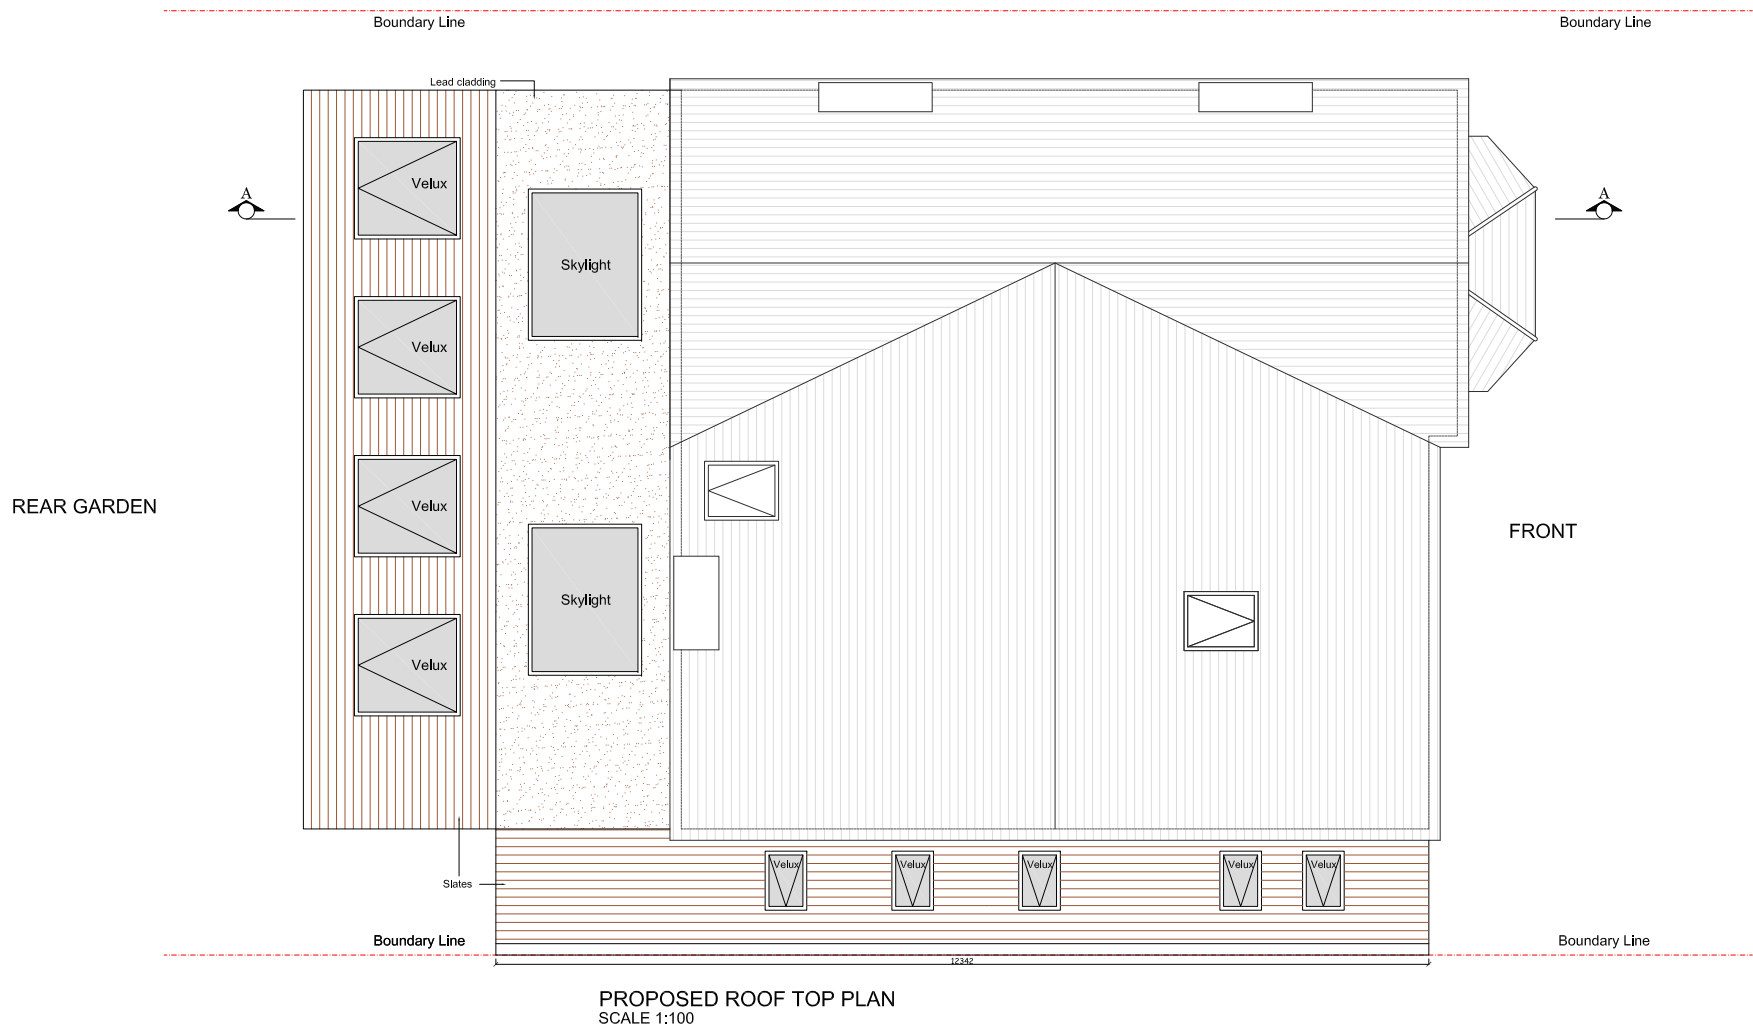 Boundary Line
Boundary Line
Lead cladding
Velux
A
A
Skylight
Velux
REAR GARDEN
Velux
FRONT
Skylight
Velux
Velux
Velux
Velux
Velux
Velux
Slates
Boundary Line
Boundary Line
12342
PROPOSED ROOF TOP PLAN
SCALE 1:100